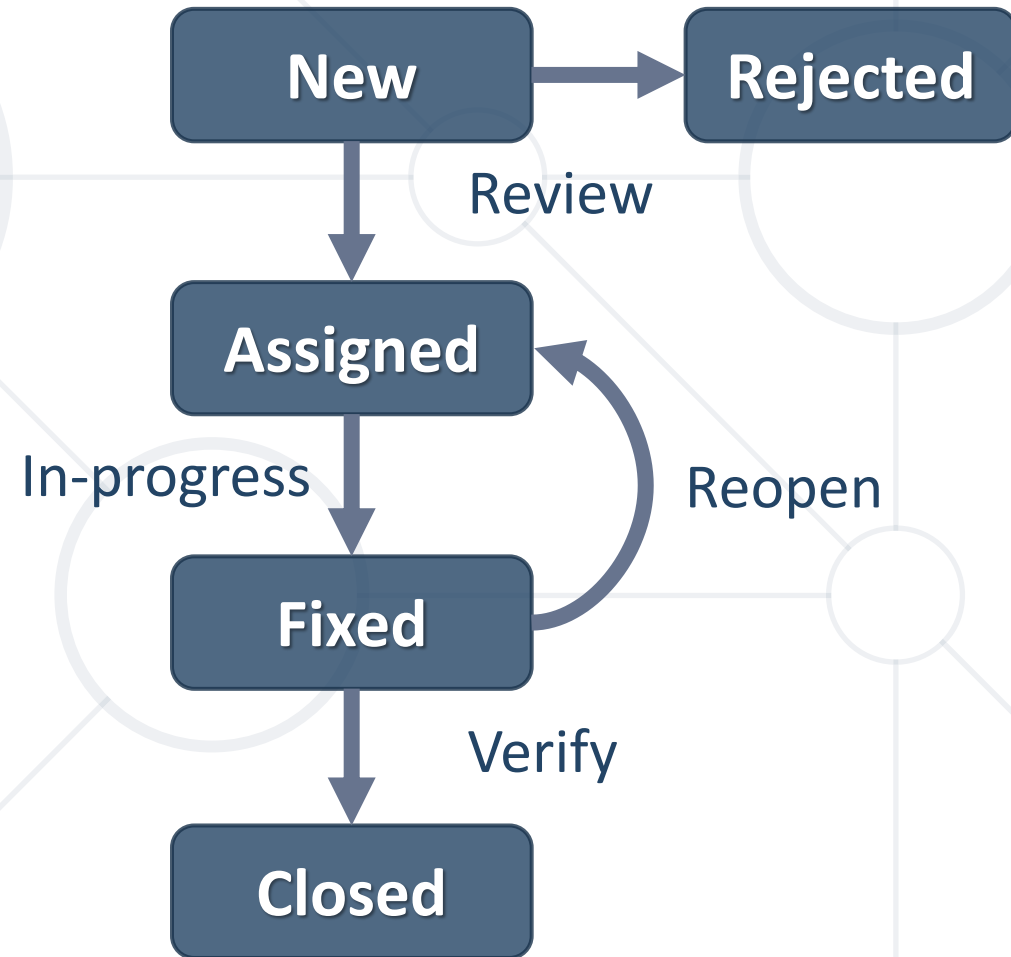 New
Rejected
Review
Assigned
In-progress
Reopen
Fixed
Verify
Closed